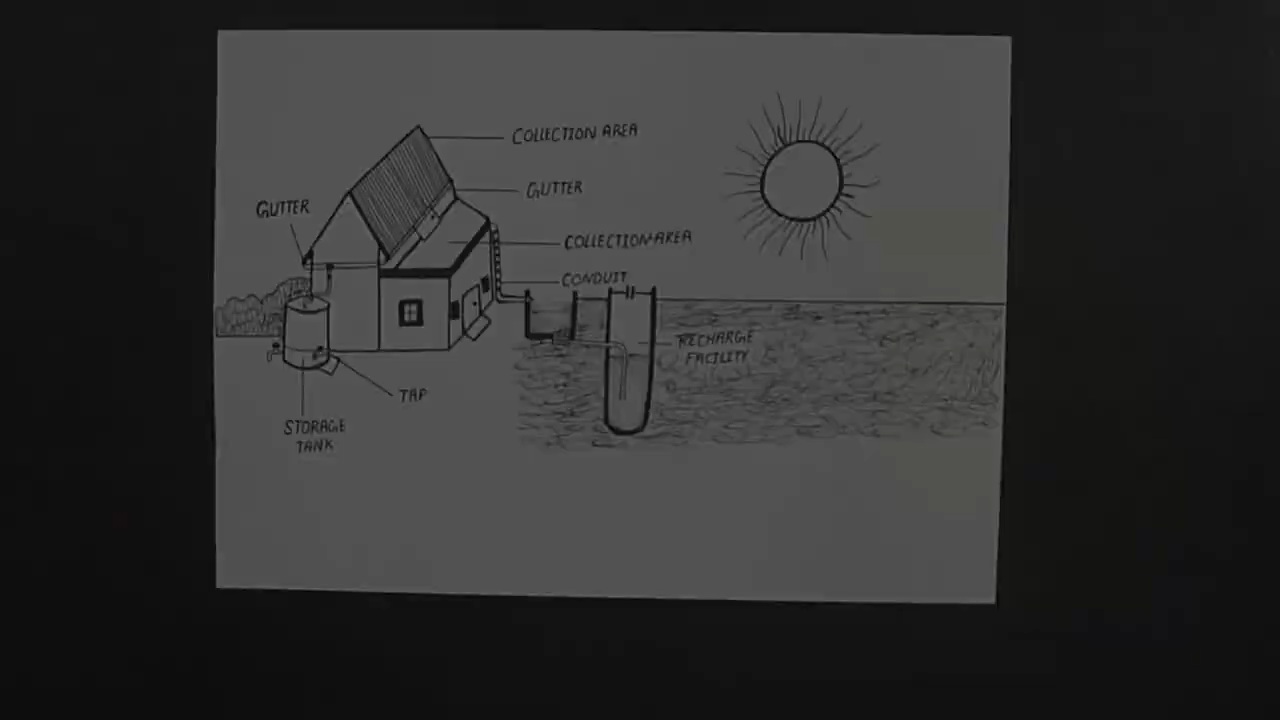 COLLECTION AREA
GUTTER
GUTTER
COLLECTION AREA
CONDUIT
RECHARGE
FACILITY
TAP
STORAGE
TANK